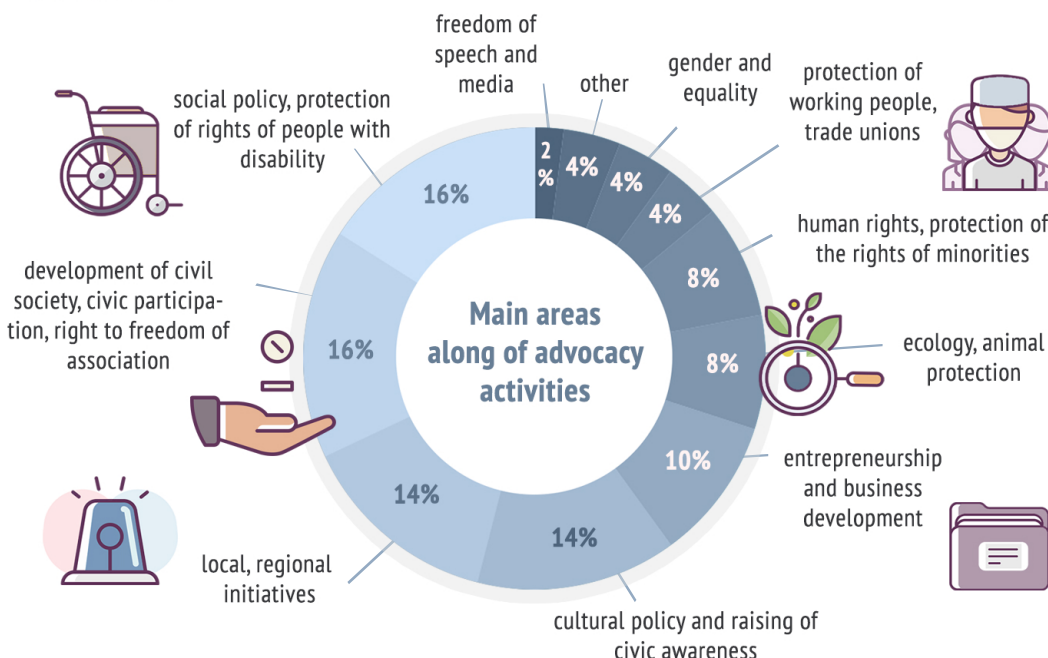 freedom of
speech and
media
other
gender and
equality
protection of
working people,
trade unions
social policy, protection
of rights of people with
disability
human rights, protection of
the rights of minorities
development of civil
society, civic participa-
tion, right to freedom of
association
ecology, animal
protection
entrepreneurship
and business
development
local, regional
initiatives
cultural policy and raising of
civic awareness
Main areas
along of advocacy
activities
2
%
4%
4%
4%
8%
8%
10%
14%
14%
16%
16%